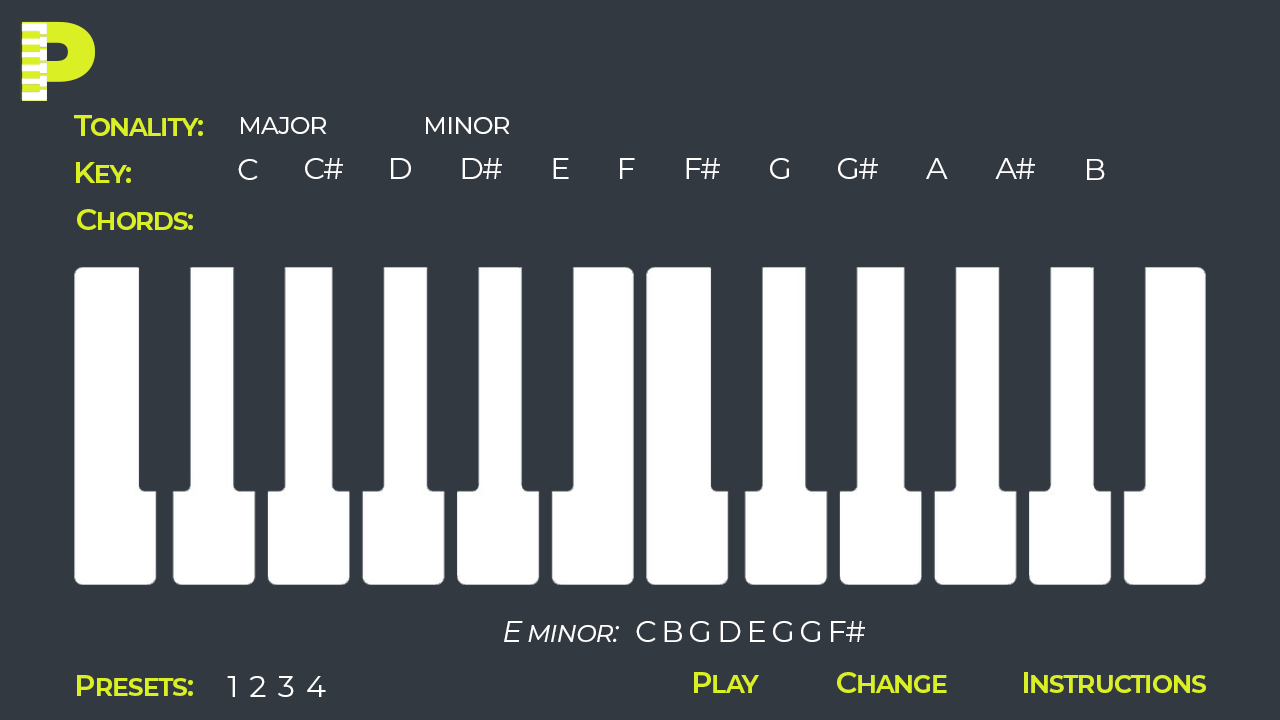 P
TONALITY: MAJOR MINOR
KEY: C C# D D# E F F# G G# A A# B
CHORDS:
E MINOR: C B G D E G G F#
PRESETS: 1 2 3 4 PLAY CHANGE INSTRUCTIONS